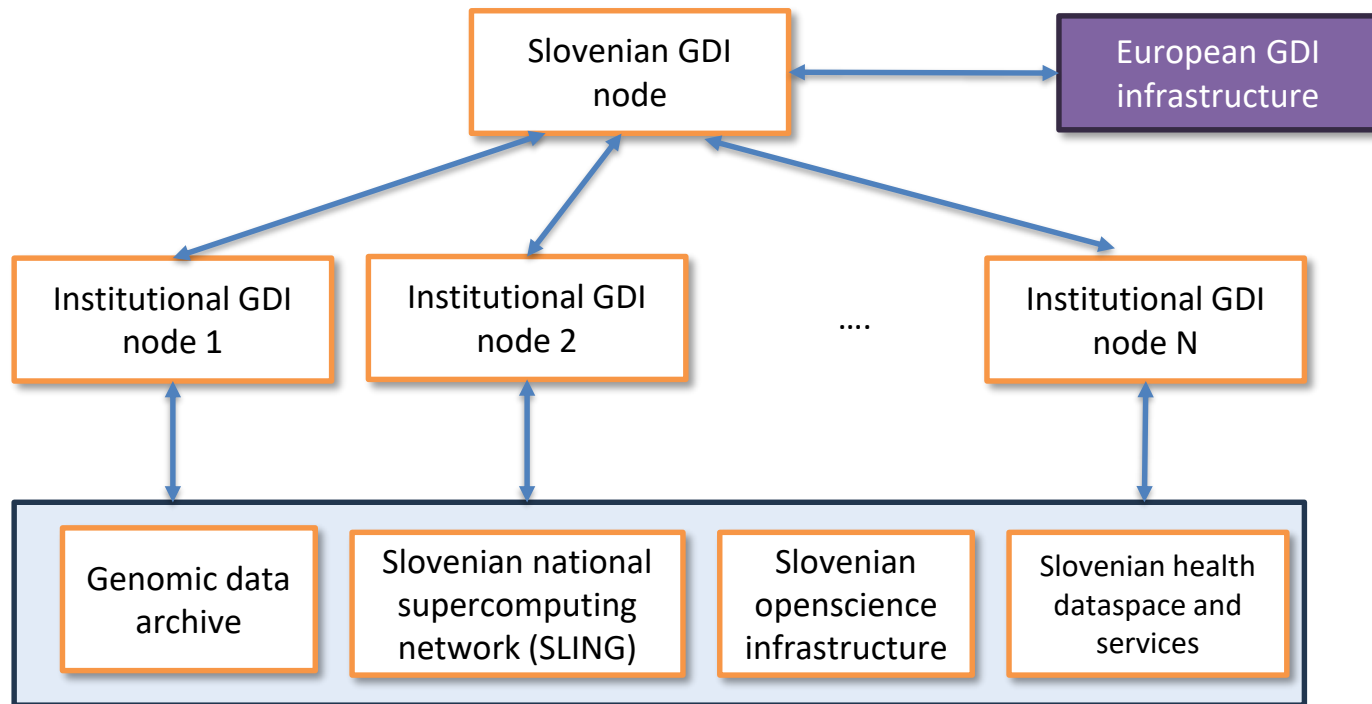 Slovenian GDI
node
European GDI
infrastructure
Institutional GDI
node 1
Institutional GDI
node 2
....
Institutional GDI
node N
Genomic data
archive
Slovenian national
supercomputing
network (SLING)
Slovenian
openscience
infrastructure
Slovenian health
dataspace and
services